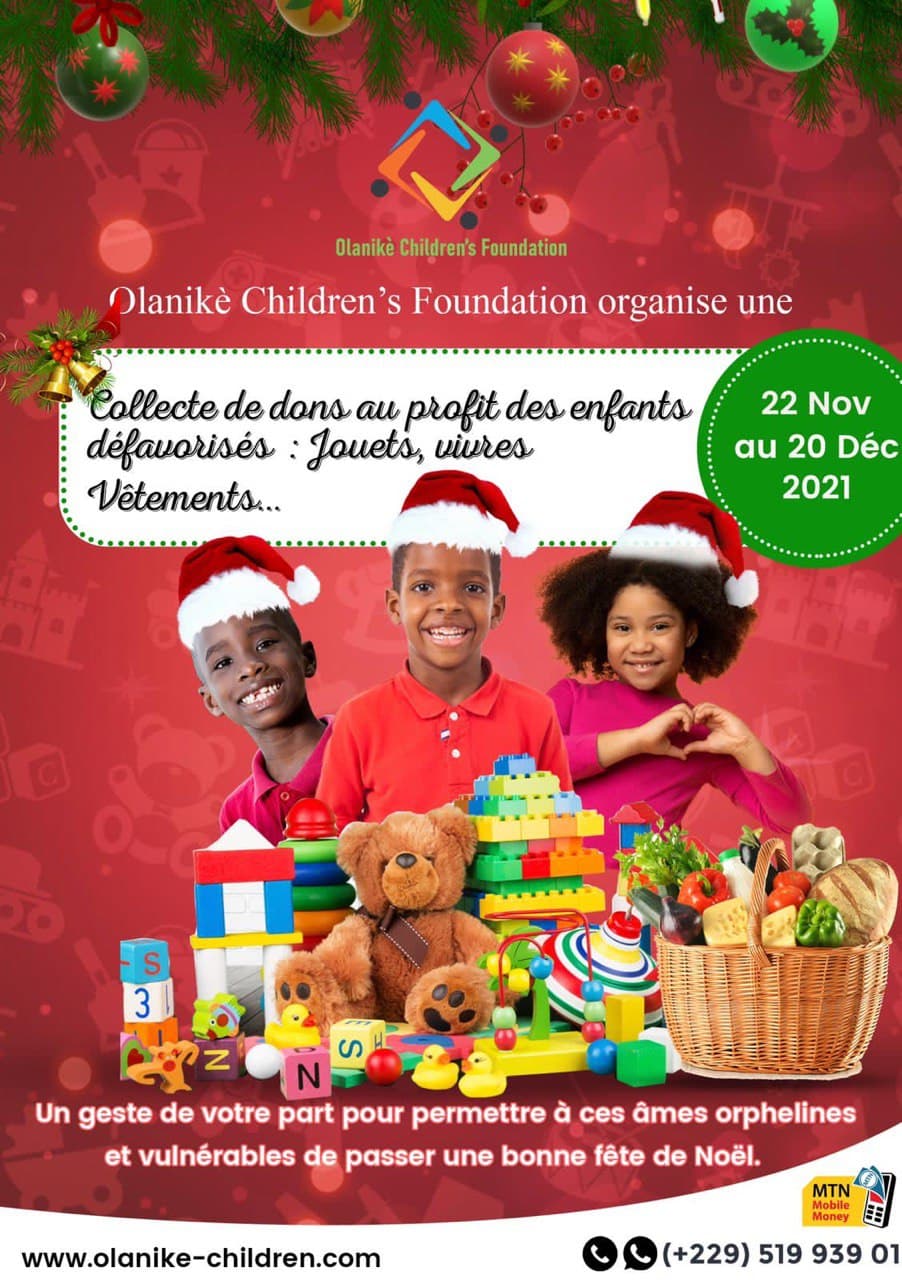 Olanikè Children's Foundation
Olanikè Children's Foundation organise une
Collecte de dons au profit des enfants
défavorisés : Jouets, vivres
Vêtements...
22 Nov
au 20 Déc
2021
S
3
N
N
S
E
Un geste de votre part pour permettre à ces âmes orphelines
et vulnérables de passer une bonne fête de Noël.
MTN
Mobile
Money
www.olanike-children.com
(+229) 519 939 01